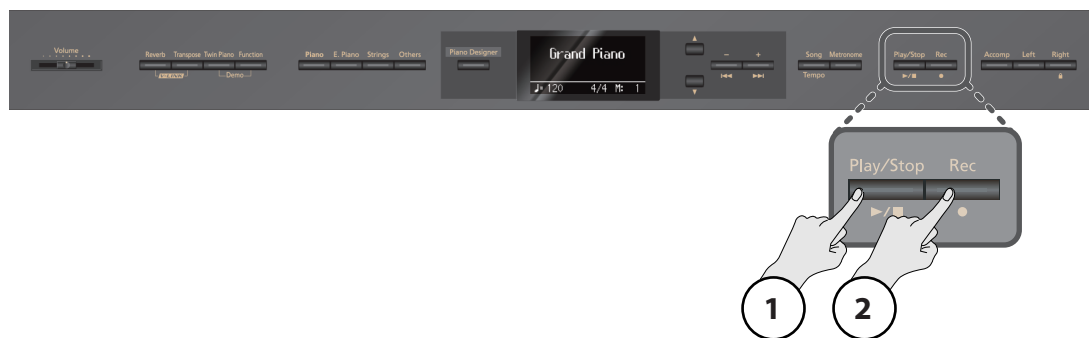 Volume
Reverb Transpose Twin Piano Function
V-LINK Demo
Piano E. Piano Strings Others
Piano Designer
Grand Piano
♩= 120 4/4 M: 1
▲
▼
- +
Song Metronome
Tempo
Play/Stop Rec
Accomp Left Right
Play/Stop Rec
1 2